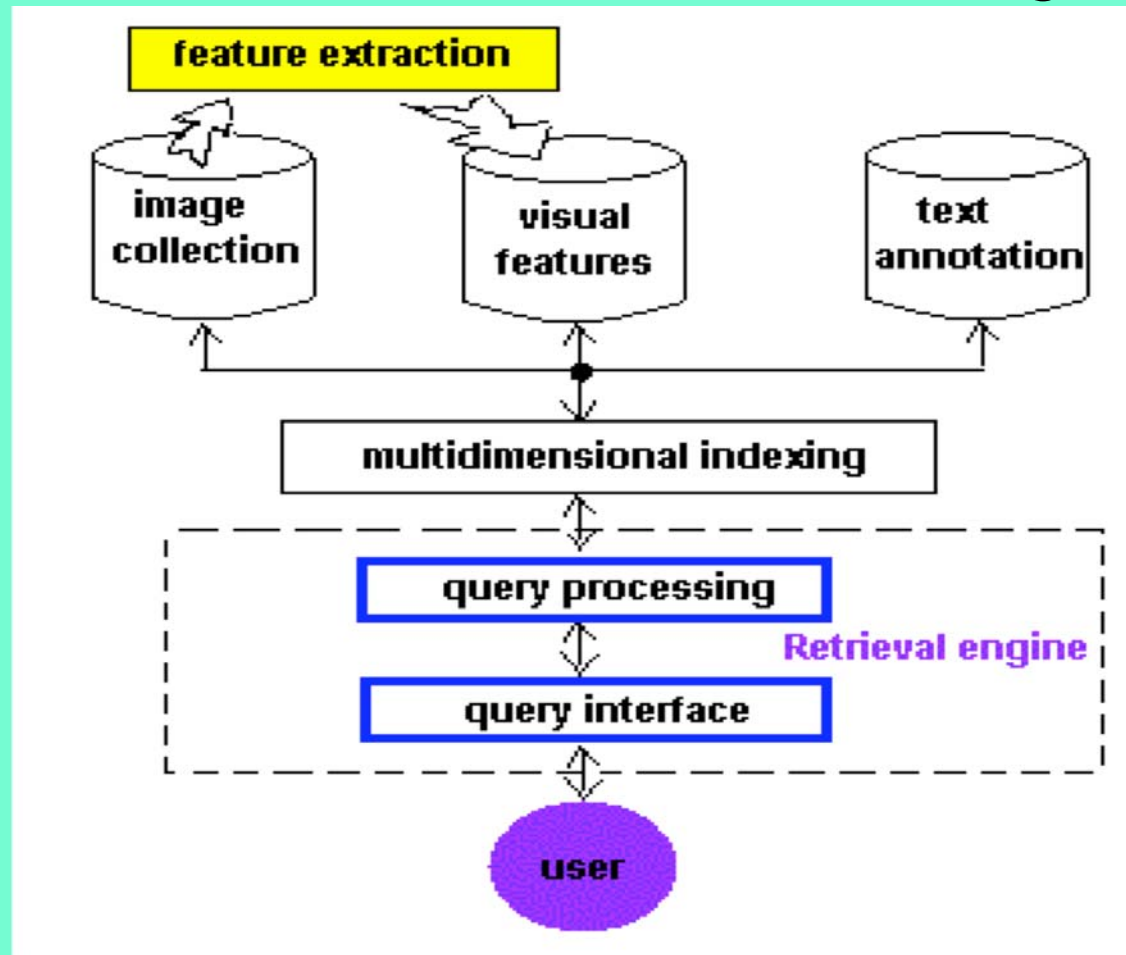 feature extraction
image
collection
visual
features
text
annotation
multidimensional indexing
query processing
Retrieval engine
query interface
user